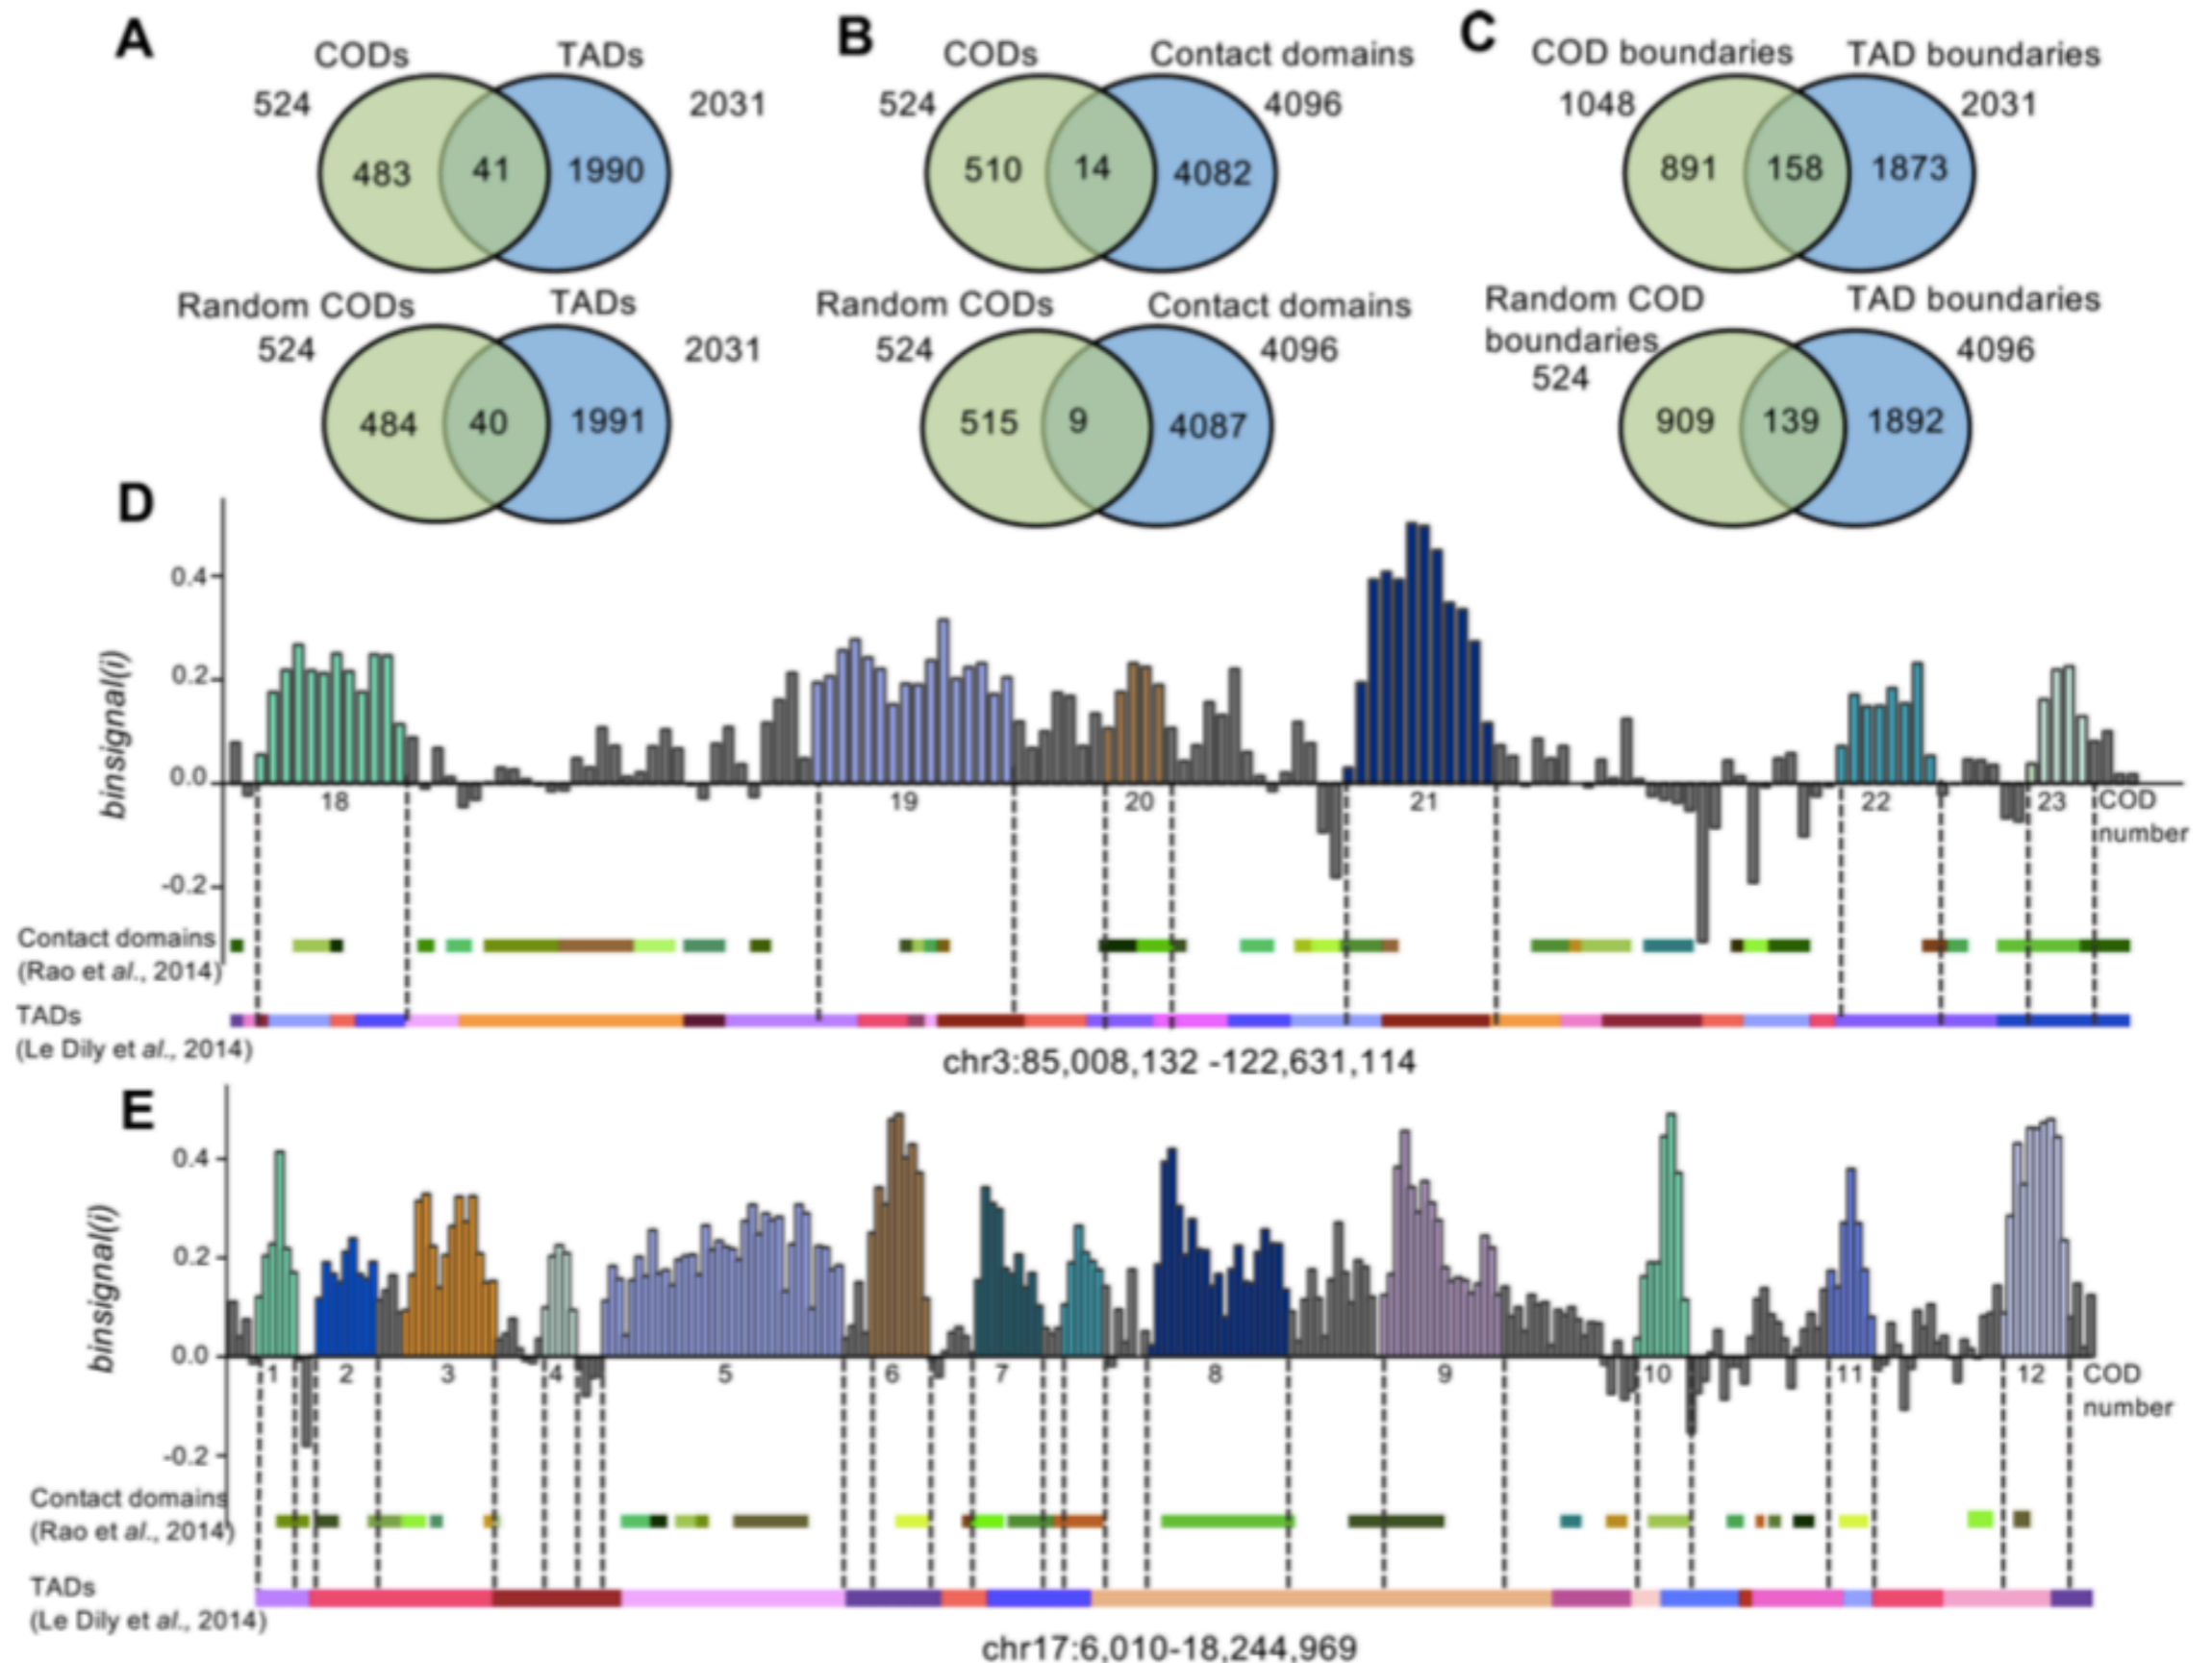 A
CODs TADs
524 2031
483 41 1990
Random CODs TADs
524 2031
484 40 1991
B
CODs Contact domains
524 4096
510 14 4082
Random CODs Contact domains
524 4096
515 9 4087
C
COD boundaries TAD boundaries
1048 2031
891 158 1873
Random COD TAD boundaries
boundaries 4096
524
909 139 1892
D
binsignal(i)
0.4
0.2
0.0
-0.2
18 19 20 21 22 23 COD
number
Contact domains
(Rao et al., 2014)
TADs
(Le Dily et al., 2014)
chr3:85,008,132 -122,631,114
E
binsignal(i)
0.4
0.2
0.0
-0.2
1 2 3 4 5 6 7 8 9 10 11 12 COD
number
Contact domains
(Rao et al., 2014)
TADs
(Le Dily et al., 2014)
chr17:6,010-18,244,969